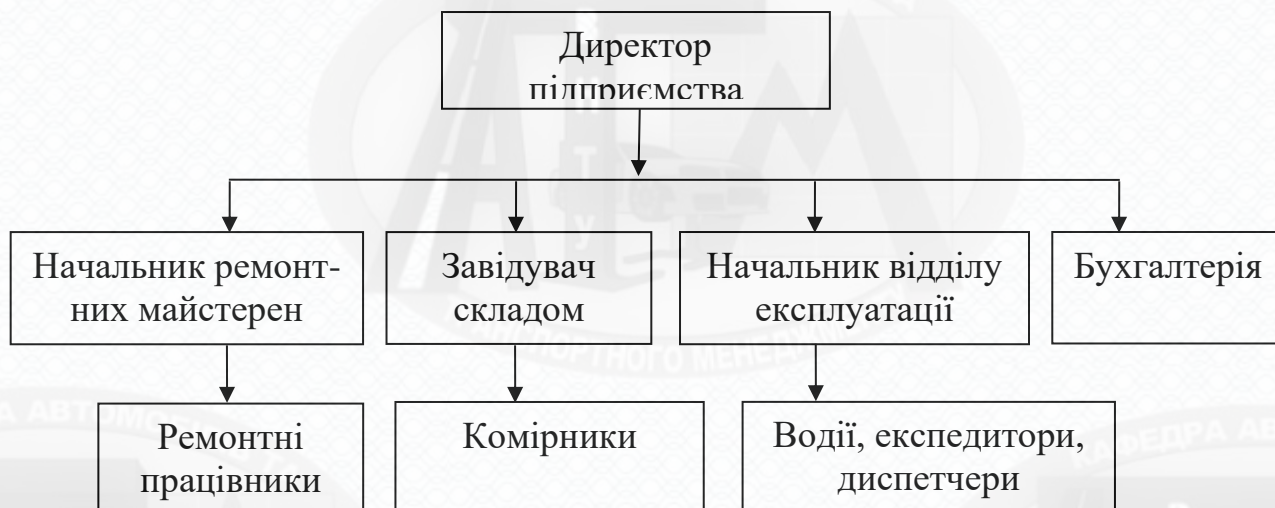 Директор
підприємства
Начальник ремонт-
них майстерен
Завідувач
складом
Начальник відділу
експлуатації
Бухгалтерія
Ремонтні
працівники
Комірники
Водії, експедитори,
диспетчери